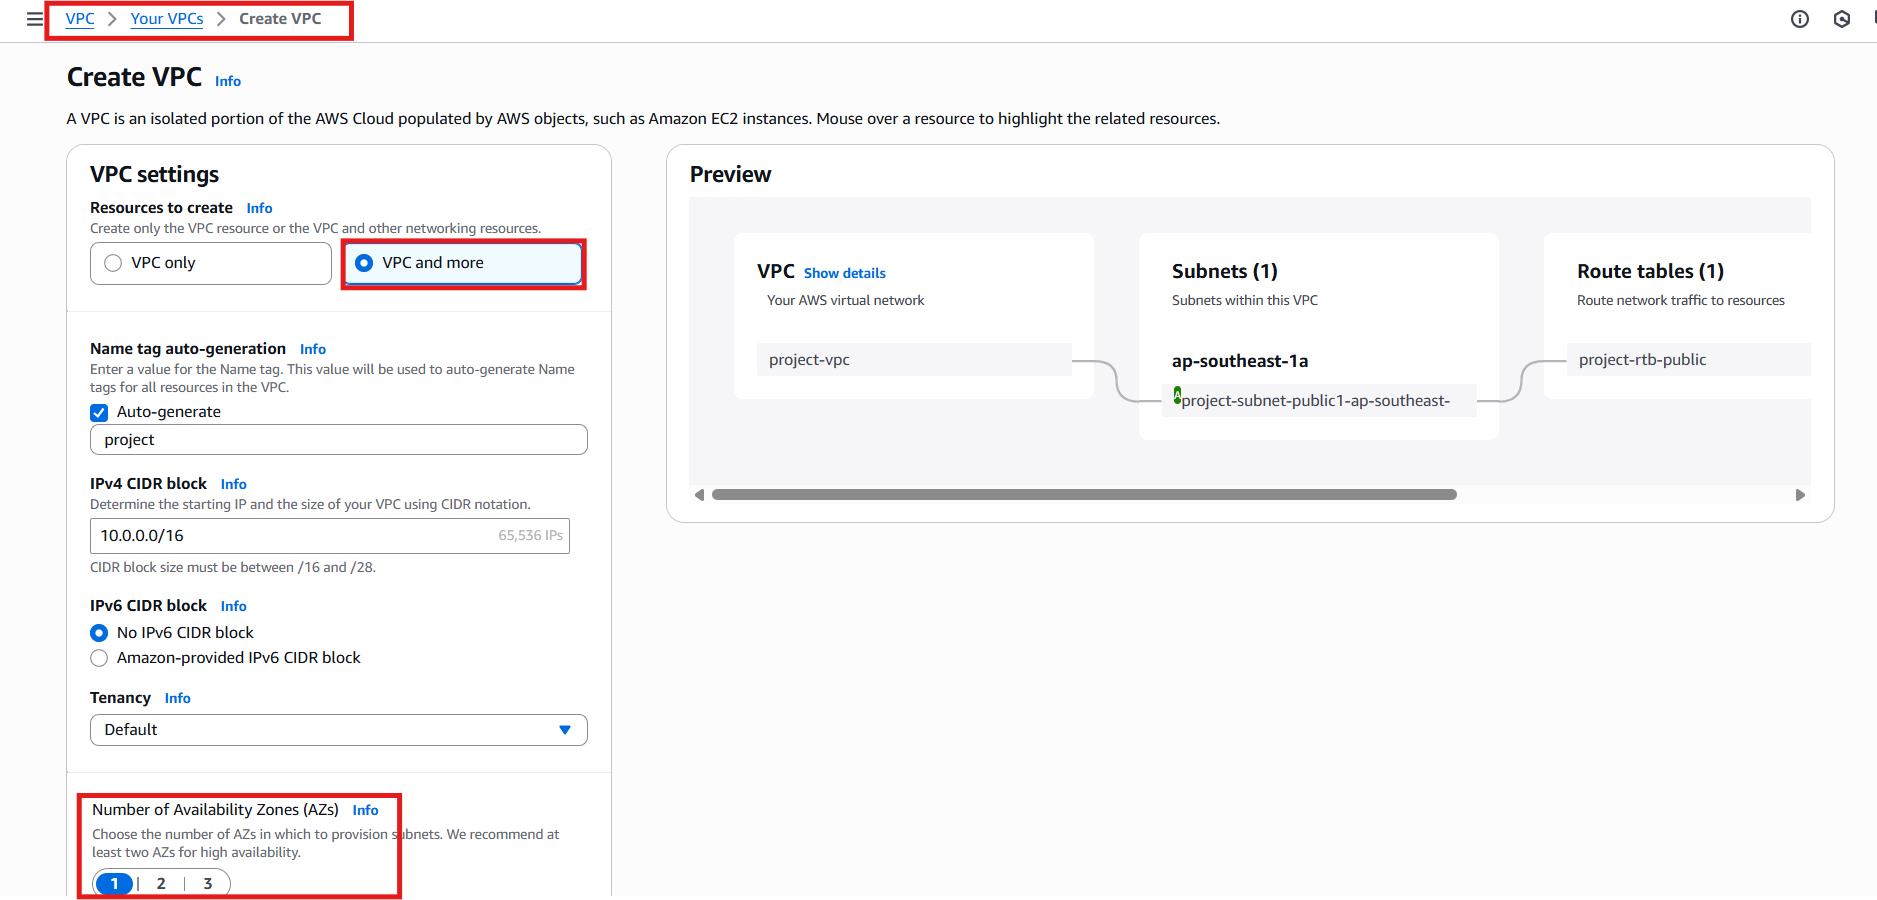 VPC > Your VPCs > Create VPC
Create VPC Info
A VPC is an isolated portion of the AWS Cloud populated by AWS objects, such as Amazon EC2 instances. Mouse over a resource to highlight the related resources.
VPC settings
Resources to create Info
Create only the VPC resource or the VPC and other networking resources.
VPC only
VPC and more
Name tag auto-generation Info
Enter a value for the Name tag. This value will be used to auto-generate Name
tags for all resources in the VPC.
Auto-generate
project
IPv4 CIDR block Info
Determine the starting IP and the size of your VPC using CIDR notation.
10.0.0.0/16 65,536 IPs
CIDR block size must be between /16 and /28.
IPv6 CIDR block Info
No IPv6 CIDR block
Amazon-provided IPv6 CIDR block
Tenancy Info
Default
Number of Availability Zones (AZs) Info
Choose the number of AZs in which to provision subnets. We recommend at
least two AZs for high availability.
1 | 2 | 3
Preview
VPC Show details
Your AWS virtual network
project-vpc
Subnets (1)
Subnets within this VPC
ap-southeast-1a
A project-subnet-public1-ap-southeast-
Route tables (1)
Route network traffic to resources
project-rtb-public